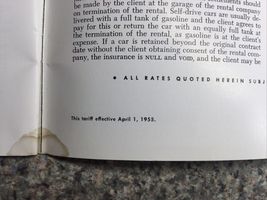 be made by the client at the garage of the rental company
on termination of the rental. Self-drive cars are usually de-
livered with a full tank of gasoline and the client agrees to
pay for this or return the car with an equally full tank at
the termination of the rental, as gasoline is at the client's
expense. If a car is retained beyond the original contract
date without the client obtaining consent of the rental com-
pany, the insurance is NULL and VOID, and the client may be
♦ ALL RATES QUOTED HEREIN SUBJ
This tariff effective April 1, 1955.